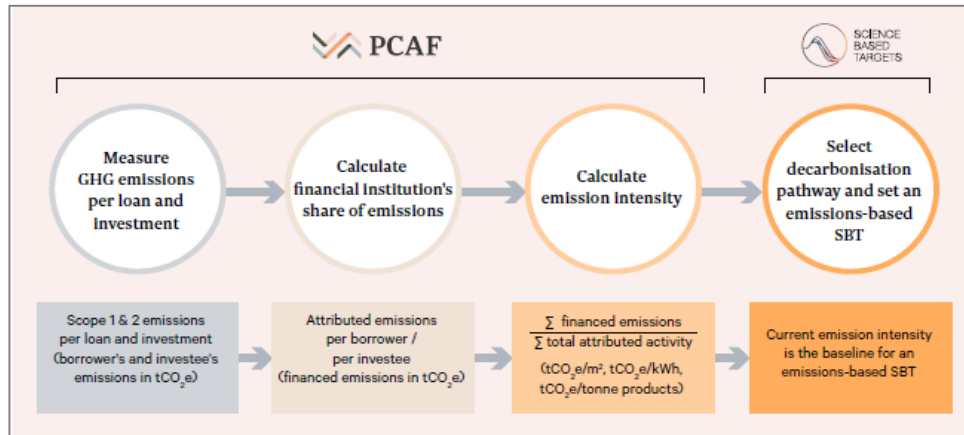 PCAF
SCIENCE
BASED
TARGETS
Measure
GHG emissions
per loan and
investment
Calculate
financial institution's
share of emissions
Calculate
emission intensity
Select
decarbonisation
pathway and set an
emissions-based
SBT
Scope 1 & 2 emissions
per loan and investment
(borrower's and investee's
emissions in tCO₂e)
Attributed emissions
per borrower /
per investee
(financed emissions in tCO₂e)
∑ financed emissions
∑ total attributed activity
(tCO₂e/m², tCO₂e/kWh,
tCO₂e/tonne products)
Current emission intensity
is the baseline for an
emissions-based SBT